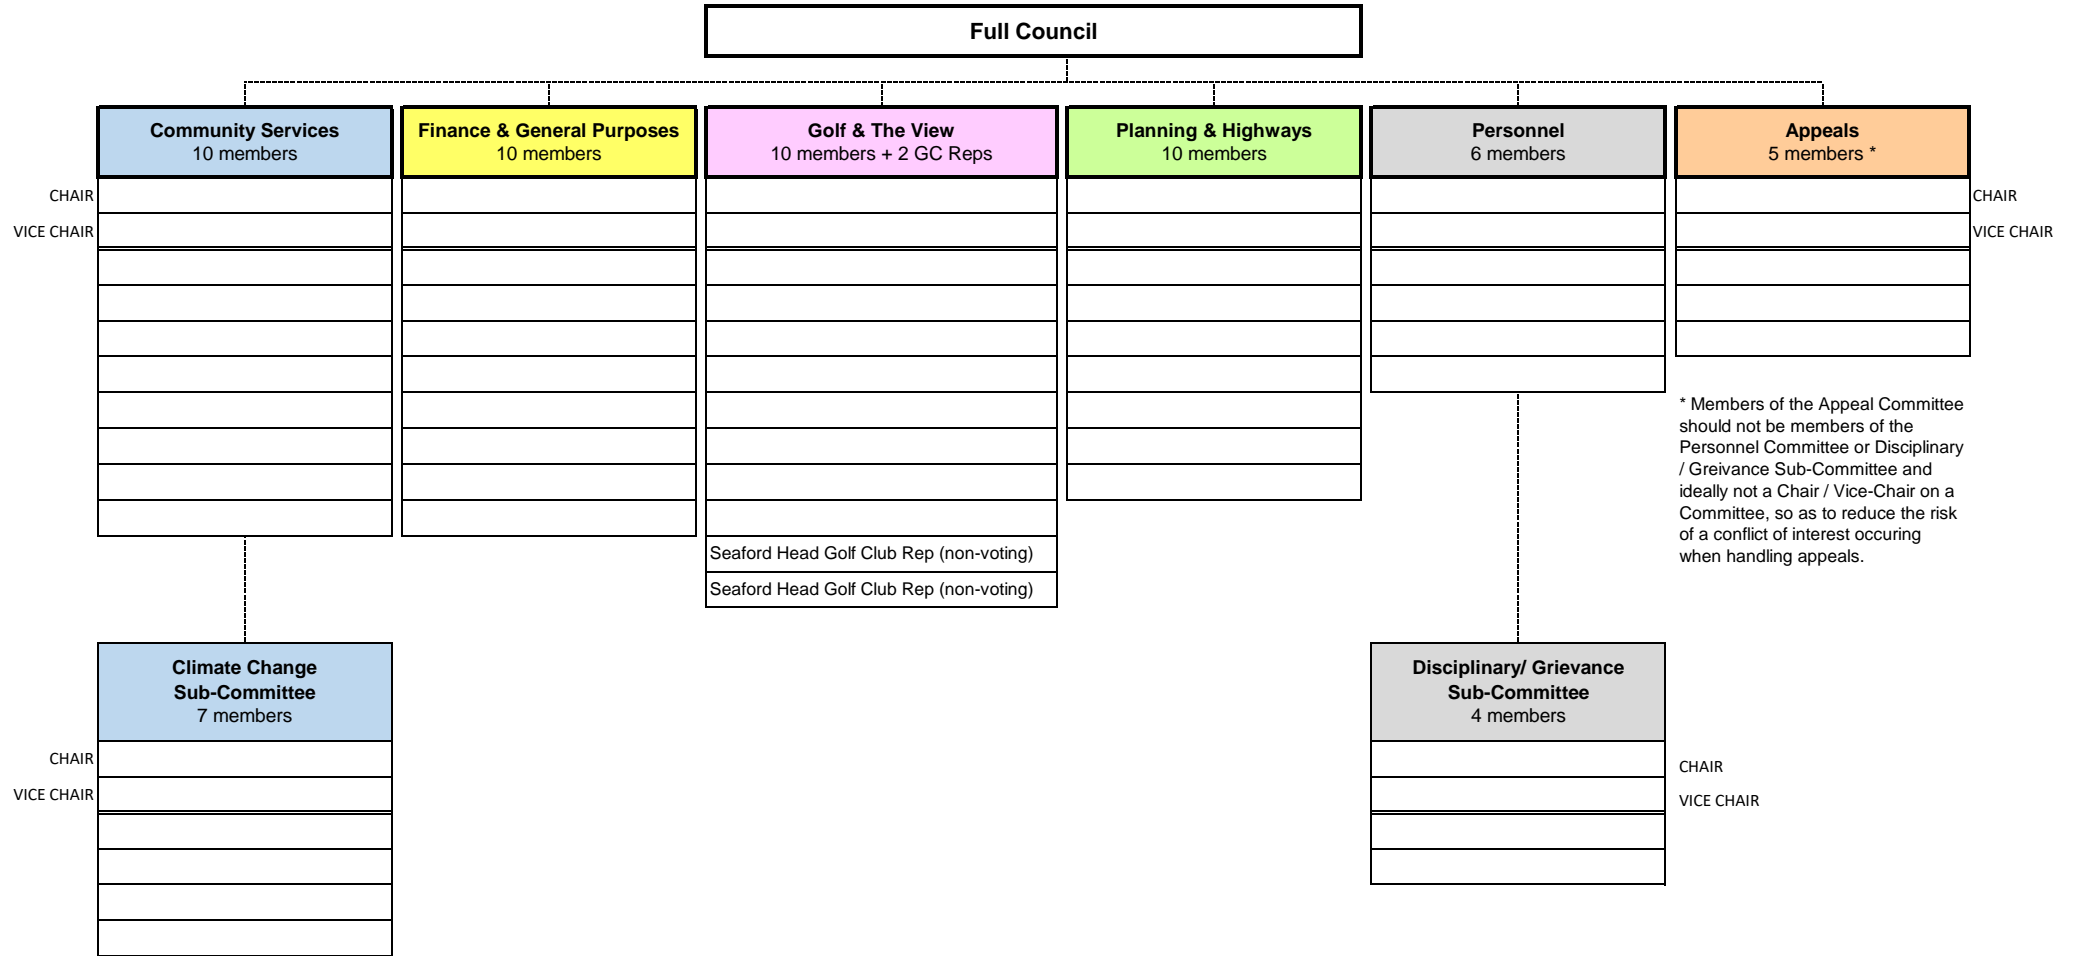 Full Council
Community Services
10 members
Finance & General Purposes
10 members
Golf & The View
10 members + 2 GC Reps
Planning & Highways
10 members
Personnel
6 members
Appeals
5 members *
CHAIR
CHAIR
VICE CHAIR
VICE CHAIR
* Members of the Appeal Committee
should not be members of the
Personnel Committee or Disciplinary
/ Greivance Sub-Committee and
ideally not a Chair / Vice-Chair on a
Committee, so as to reduce the risk
of a conflict of interest occuring
when handling appeals.
Seaford Head Golf Club Rep (non-voting)
Seaford Head Golf Club Rep (non-voting)
Climate Change
Sub-Committee
7 members
Disciplinary/ Grievance
Sub-Committee
4 members
CHAIR
CHAIR
VICE CHAIR
VICE CHAIR